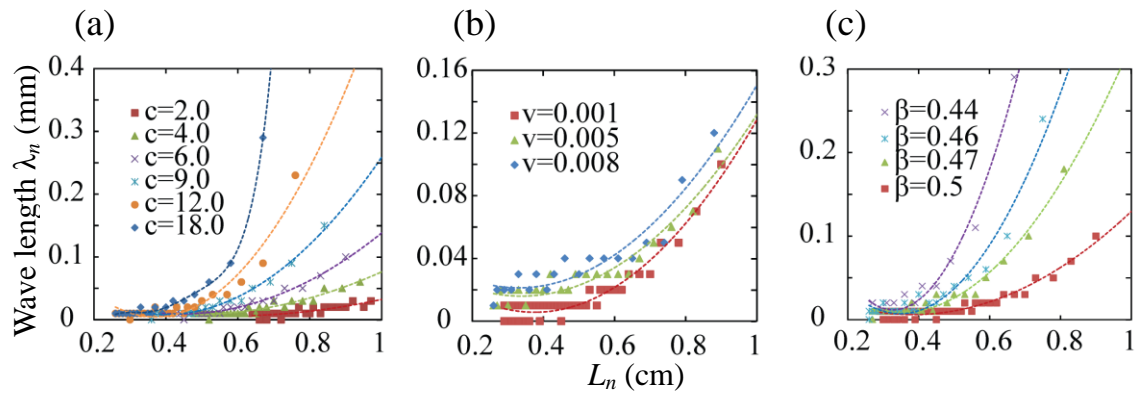 (a)
(b)
(c)
Wave length λn (mm)
0.4
0.3
0.2
0.1
0
c=2.0
c=4.0
c=6.0
c=9.0
c=12.0
c=18.0
0.2 0.4 0.6 0.8 1
0.16
0.12
0.08
0.04
0
v=0.001
v=0.005
v=0.008
0.2 0.4 0.6 0.8 1
0.3
0.2
0.1
0
β=0.44
β=0.46
β=0.47
β=0.5
0.2 0.4 0.6 0.8 1
Ln (cm)